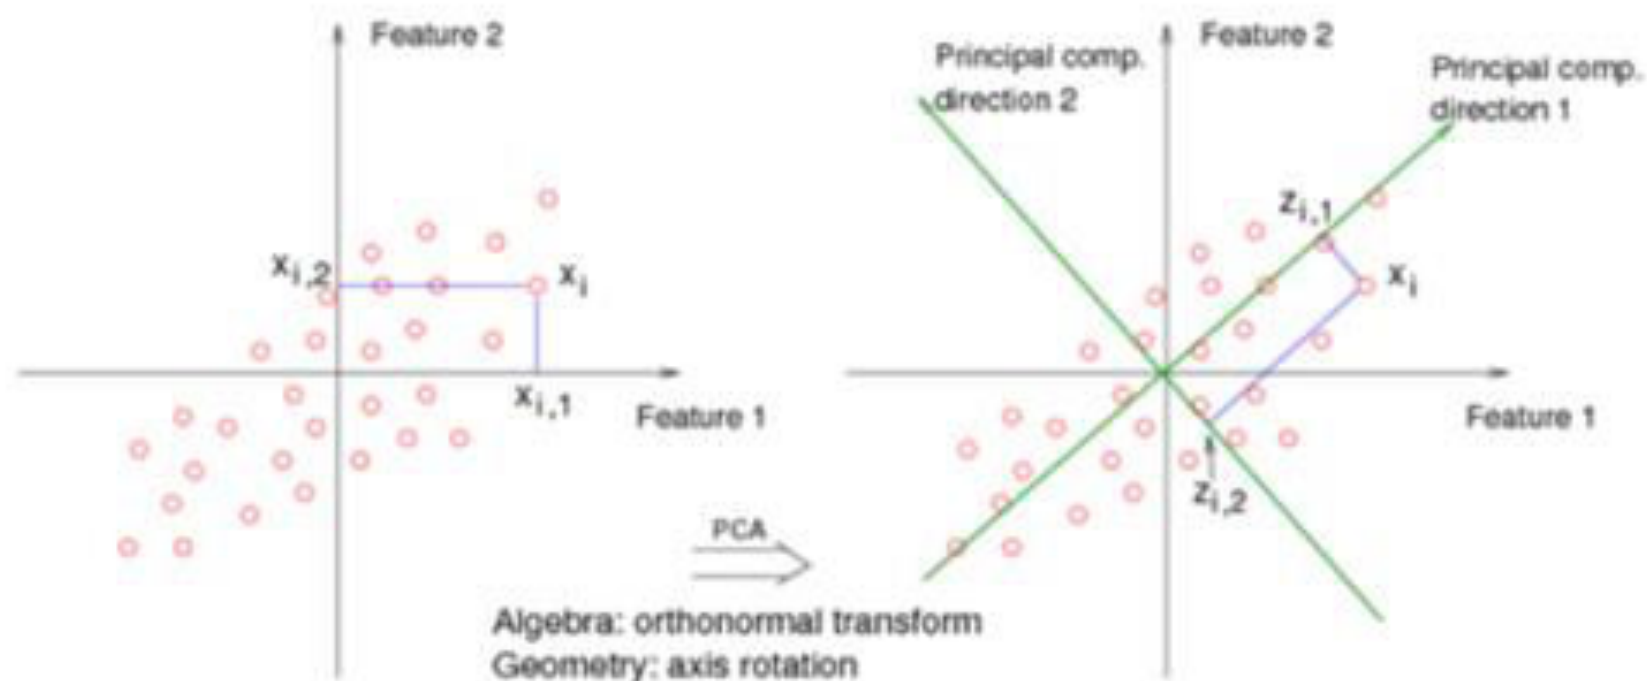 Feature 2
x_{i,2}
x_i
x_{i,1}
Feature 1
PCA
Algebra: orthonormal transform
Geometry: axis rotation
Feature 2
Principal comp.
direction 2
Principal comp.
direction 1
z_{i,1}
x_i
Feature 1
z_{i,2}